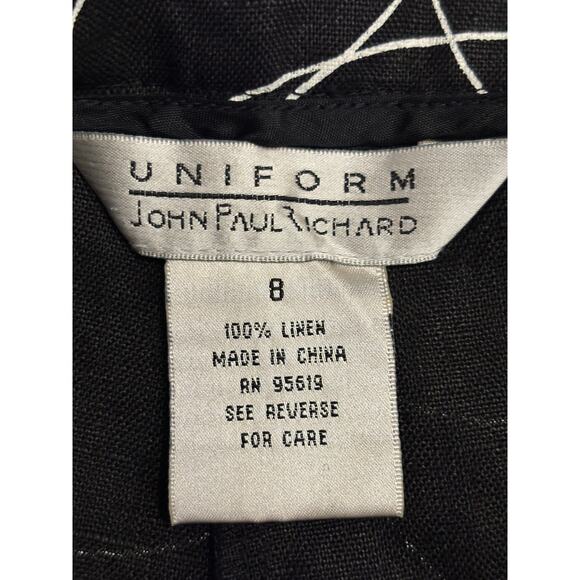 UNIFORM
JOHN PAUL RICHARD
8
100% LINEN
MADE IN CHINA
RN 95619
SEE REVERSE
FOR CARE